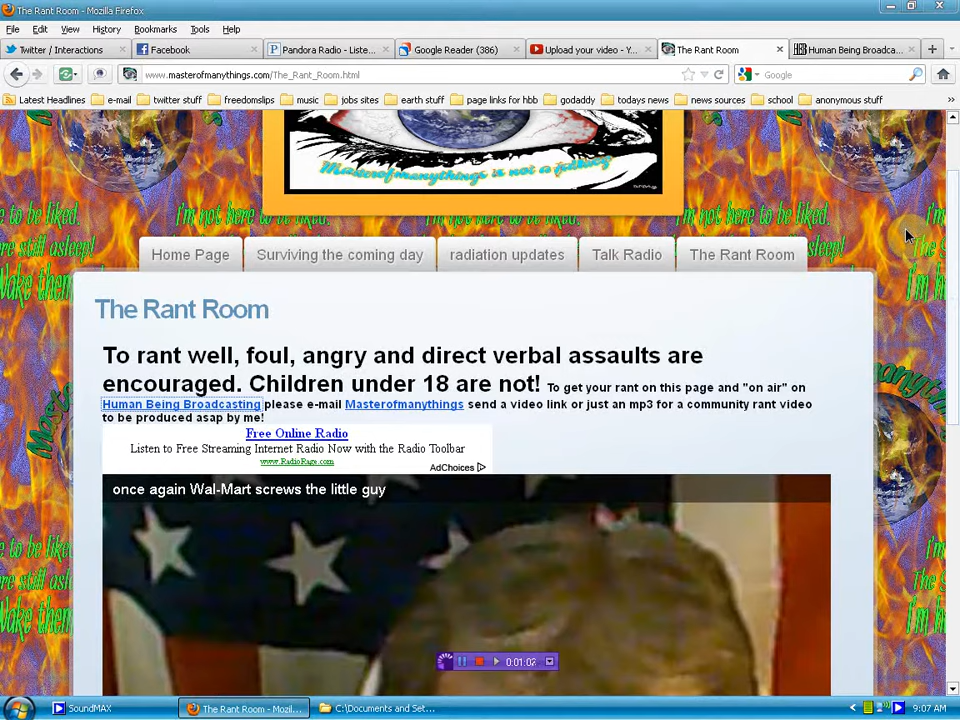 The Rant Room - Mozilla Firefox
File Edit View History Bookmarks Tools Help
Twitter / Interactions
Facebook
Pandora Radio - Liste...
Google Reader (386)
Upload your video - Y...
The Rant Room
Human Being Broadca...
www.masterofmanythings.com/The_Rant_Room.html
Google
Latest Headlines e-mail twitter stuff freedomslips music jobs sites earth stuff page links for hbb godaddy todays news news sources school anonymous stuff
Masterofmanythings is not a
e to be liked. I'm not here to be liked. I'm not here to be liked. I'm
Home Page
Surviving the coming day
radiation updates
Talk Radio
The Rant Room
The Rant Room
To rant well, foul, angry and direct verbal assaults are
encouraged. Children under 18 are not! To get your rant on this page and "on air" on
Human Being Broadcasting please e-mail Masterofmanythings send a video link or just an mp3 for a community rant video
to be produced asap by me!
Free Online Radio
Listen to Free Streaming Internet Radio Now with the Radio Toolbar
www.RadioRage.com
AdChoices
once again Wal-Mart screws the little guy
0:01:02
SoundMAX
The Rant Room - Mozil...
C:\Documents and Set...
9:07 AM